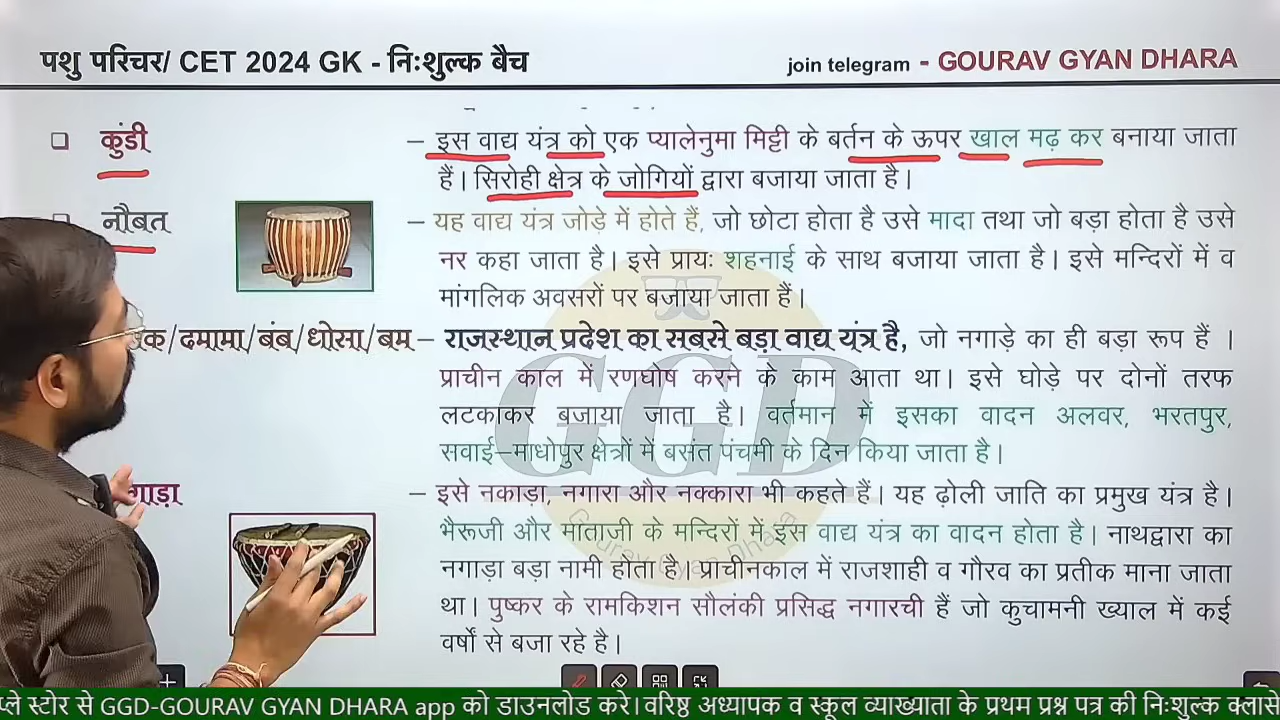 पशु परिचर/ CET 2024 GK - निःशुल्क बैच
join telegram - GOURAV GYAN DHARA
❑ कुंडी – इस वाद्य यंत्र को एक प्यालेनुमा मिट्टी के बर्तन के ऊपर खाल मढ़ कर बनाया जाता
हैं। सिरोही क्षेत्र के जोगियों द्वारा बजाया जाता है।
नौबत – यह वाद्य यंत्र जोड़े में होते हैं, जो छोटा होता है उसे मादा तथा जो बड़ा होता है उसे
नर कहा जाता है। इसे प्रायः शहनाई के साथ बजाया जाता है। इसे मन्दिरों में व
मांगलिक अवसरों पर बजाया जाता हैं।
/दमामा/बंब/धोसा/बम – राजस्थान प्रदेश का सबसे बड़ा वाद्य यंत्र है, जो नगाड़े का ही बड़ा रूप हैं ।
प्राचीन काल में रणघोष करने के काम आता था। इसे घोड़े पर दोनों तरफ
लटकाकर बजाया जाता है। वर्तमान में इसका वादन अलवर, भरतपुर,
सवाई–माधोपुर क्षेत्रों में बसंत पंचमी के दिन किया जाता है।
– इसे नकाड़ा, नगारा और नक्कारा भी कहते हैं। यह ढ़ोली जाति का प्रमुख यंत्र है।
भैरूजी और माताजी के मन्दिरों में इस वाद्य यंत्र का वादन होता है। नाथद्वारा का
नगाड़ा बड़ा नामी होता है। प्राचीनकाल में राजशाही व गौरव का प्रतीक माना जाता
था। पुष्कर के रामकिशन सौलंकी प्रसिद्ध नगारची हैं जो कुचामनी ख्याल में कई
वर्षों से बजा रहे है।
GGD
Gourav Gyan Dhara
स्टोर से GGD-GOURAV GYAN DHARA app को डाउनलोड करे। वरिष्ठ अध्यापक व स्कूल व्याख्याता के प्रथम प्रश्न पत्र की निःशुल्क क्लासे